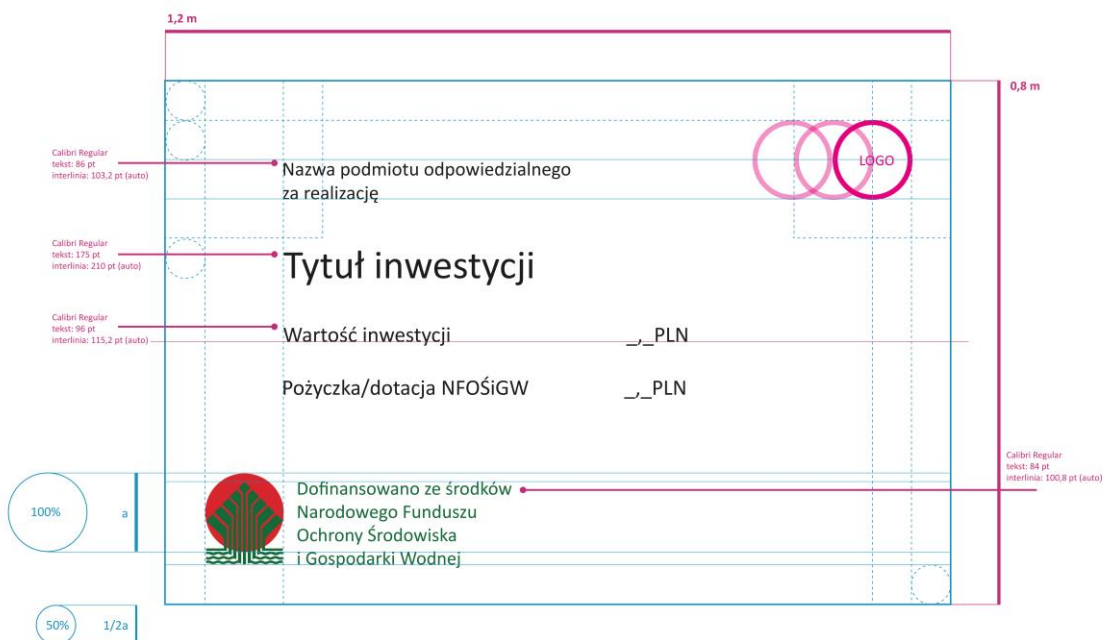 1,2 m
0,8 m
Calibri Regular
tekst: 86 pt
interlinia: 103,2 pt (auto)
Nazwa podmiotu odpowiedzialnego
za realizację
LOGO
Calibri Regular
tekst: 175 pt
interlinia: 210 pt (auto)
Tytuł inwestycji
Calibri Regular
tekst: 96 pt
interlinia: 115,2 pt (auto)
Wartość inwestycji _,_PLN
Pożyczka/dotacja NFOŚiGW _,_PLN
Calibri Regular
tekst: 84 pt
interlinia: 100,8 pt (auto)
100% a
Dofinansowano ze środków
Narodowego Funduszu
Ochrony Środowiska
i Gospodarki Wodnej
50% 1/2a